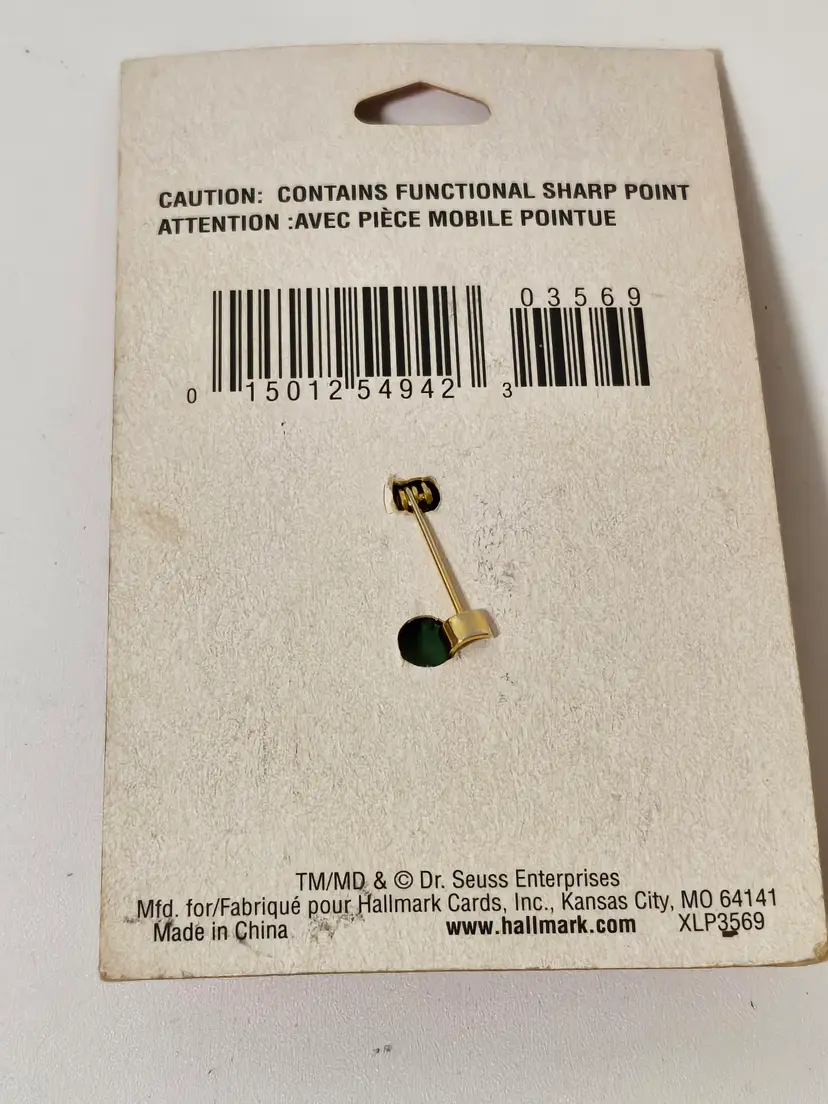 CAUTION: CONTAINS FUNCTIONAL SHARP POINT
ATTENTION :AVEC PIÈCE MOBILE POINTUE
03569
0 15012 54942 3
TM/MD & © Dr. Seuss Enterprises
Mfd. for/Fabriqué pour Hallmark Cards, Inc., Kansas City, MO 64141
Made in China www.hallmark.com XLP3569